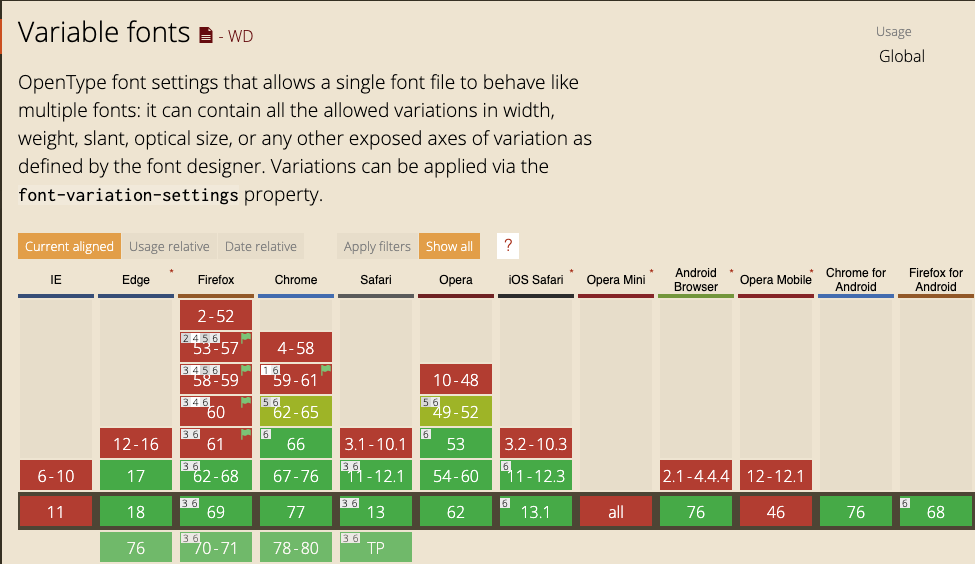 Variable fonts - WD
Usage
Global
OpenType font settings that allows a single font file to behave like
multiple fonts: it can contain all the allowed variations in width,
weight, slant, optical size, or any other exposed axes of variation as
defined by the font designer. Variations can be applied via the
font-variation-settings property.
Current aligned Usage relative Date relative Apply filters Show all ?
IE Edge * Firefox Chrome Safari Opera iOS Safari * Opera Mini * Android Browser * Opera Mobile * Chrome for Android Firefox for Android
2-52
2 4 5 6 53-57 4-58
3 4 5 6 58-59 1 6 59-61 10-48
3 4 6 60 5 6 62-65 5 6 49-52
12-16 3 6 61 6 66 3.1-10.1 6 53 3.2-10.3
6-10 17 3 6 62-68 67-76 3 6 11-12.1 54-60 6 11-12.3 2.1-4.4.4 12-12.1
11 18 3 6 69 77 3 6 13 62 6 13.1 all 76 46 76 6 68
76 3 6 70-71 78-80 3 6 TP